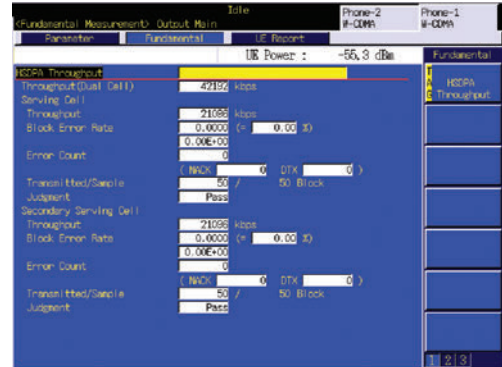 Idle
Phone-2
W-CDMA
Phone-1
W-CDMA
<Fundamental Measurement> Output Main
Parameter Fundamental UE Report
UE Power : -55.3 dBm
Fundamental
HSDPA Throughput
Throughput(Dual Cell) 42192 kbps
Serving Cell
Throughput 21096 kbps
Block Error Rate 0.0000 (= 0.00 %)
0.00E+00
Error Count 0
( NACK 0 DTX 0 )
Transmitted/Sample 50 / 50 Block
Judgment Pass
Secondary Serving Cell
Throughput 21096 kbps
Block Error Rate 0.0000 (= 0.00 %)
0.00E+00
Error Count 0
( NACK 0 DTX 0 )
Transmitted/Sample 50 / 50 Block
Judgment Pass
HSDPA
Throughput
1 2 3